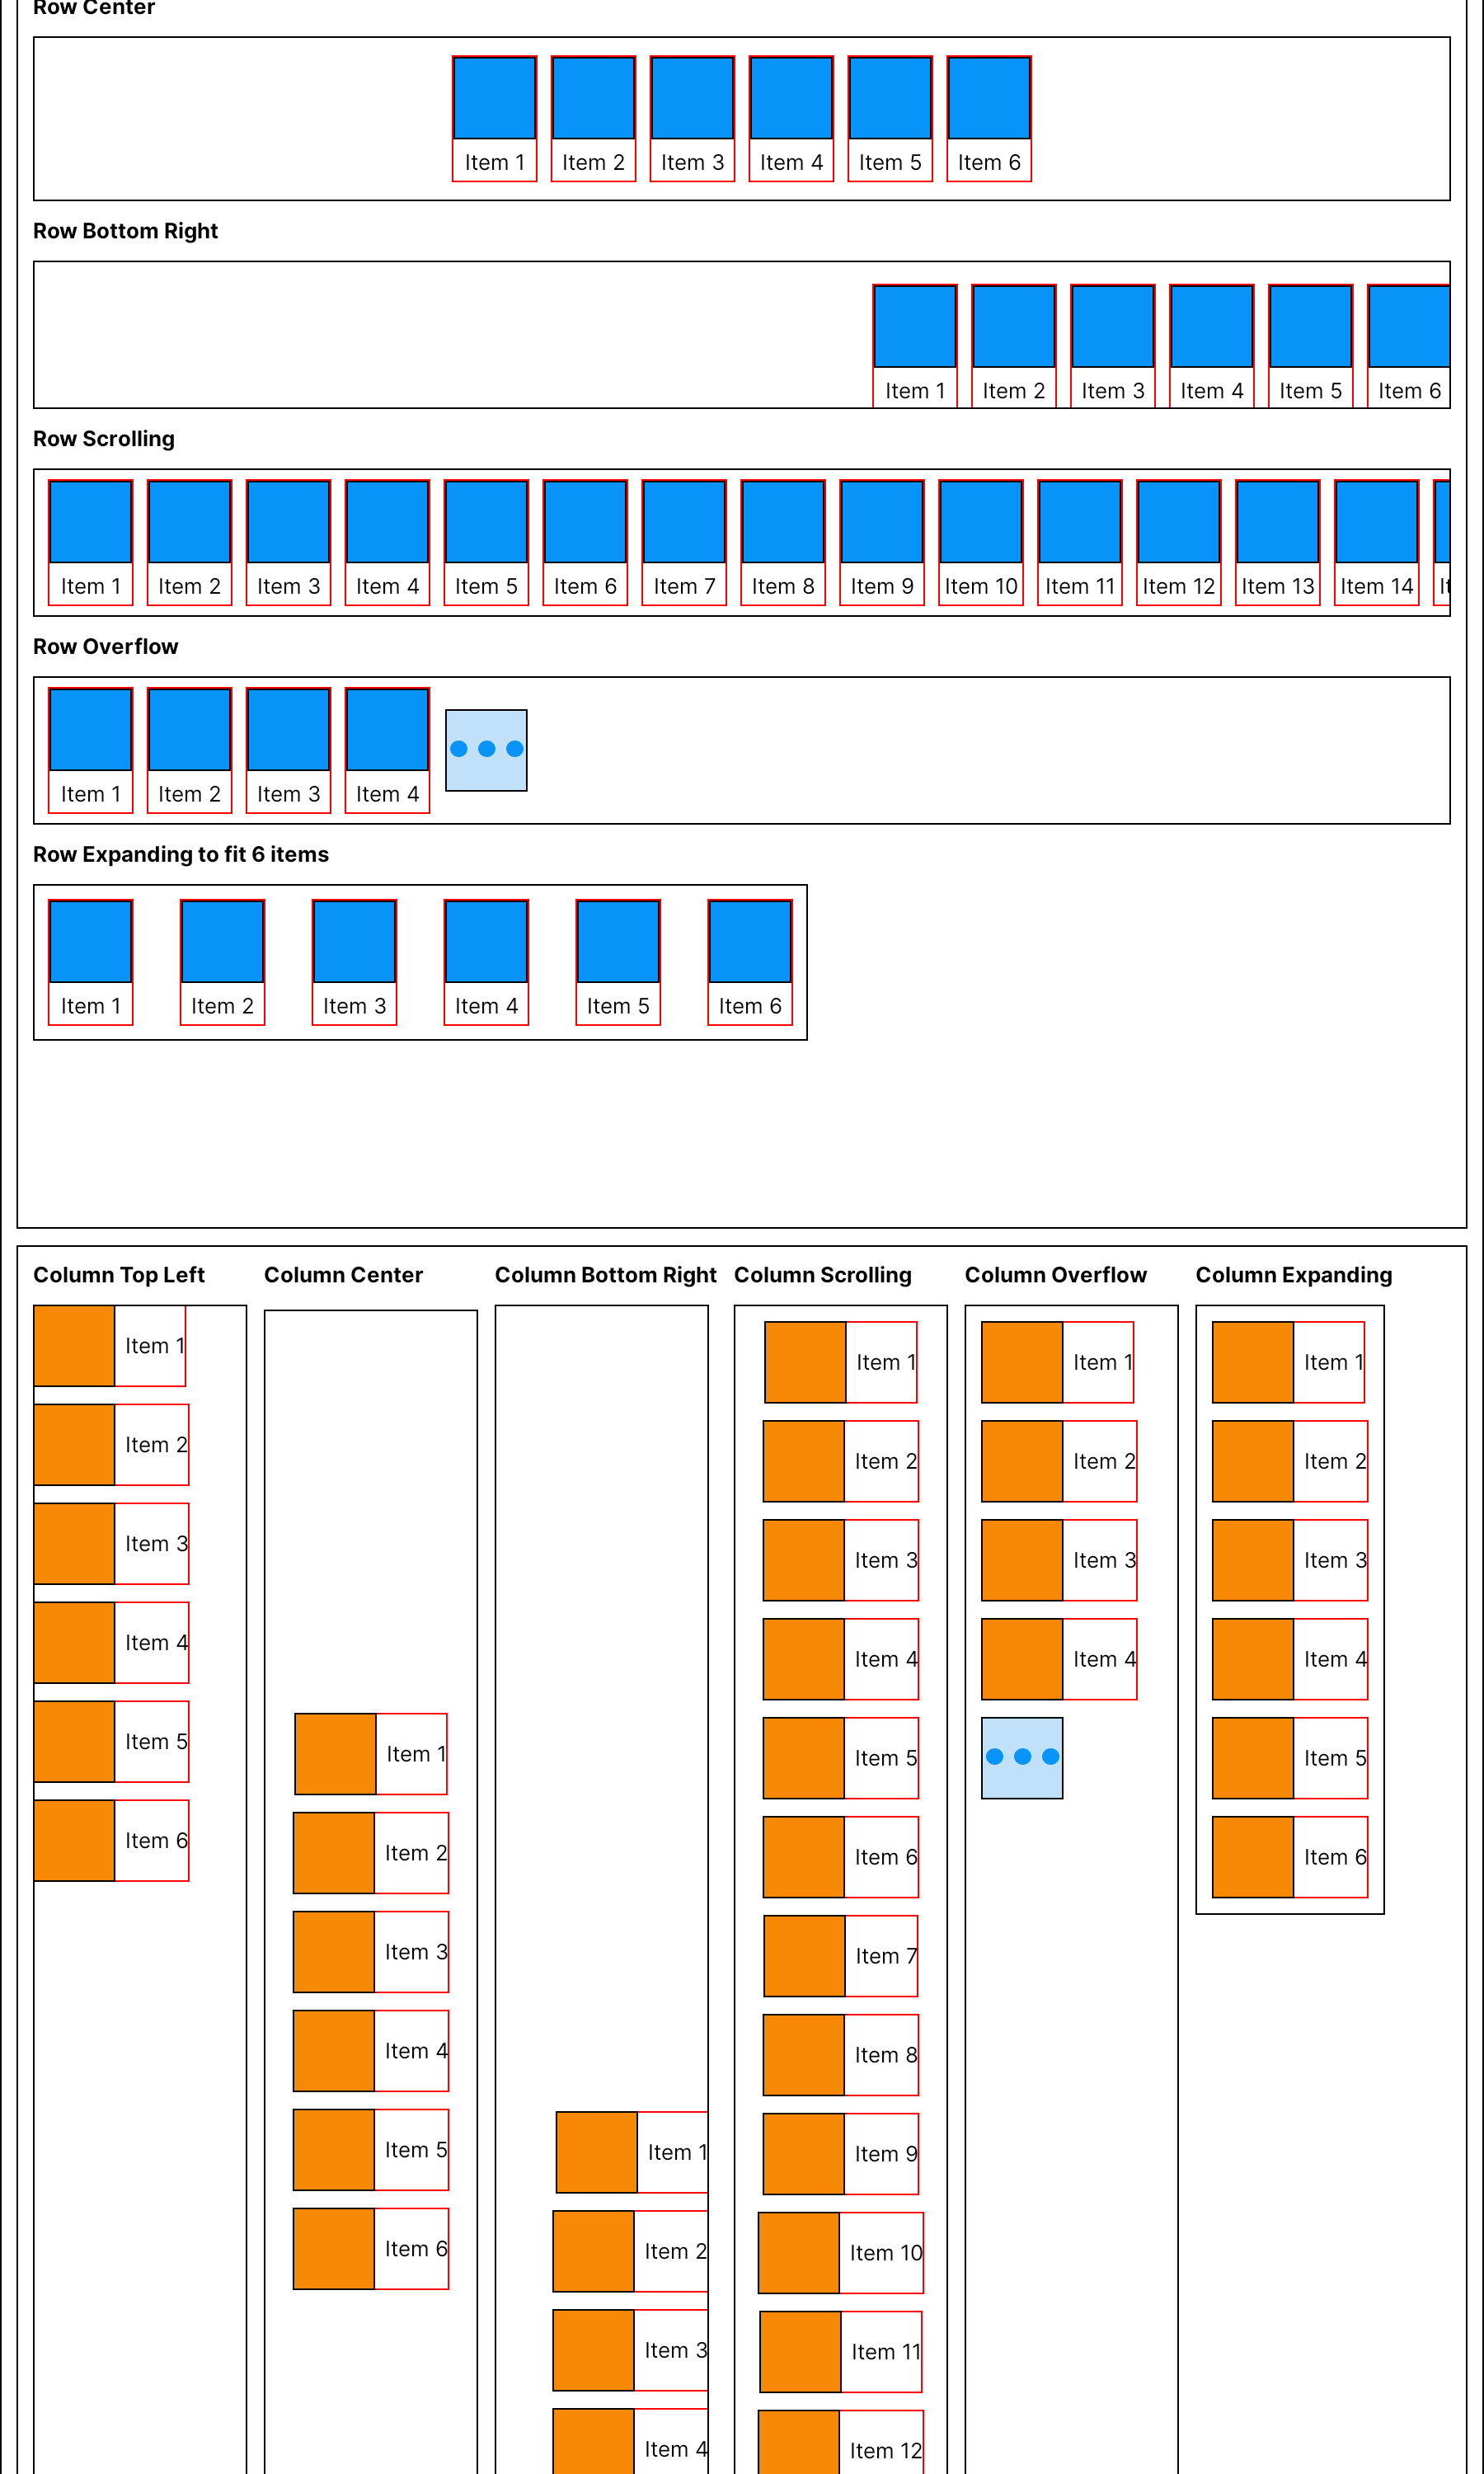 Row Center
Item 1 Item 2 Item 3 Item 4 Item 5 Item 6
Row Bottom Right
Item 1 Item 2 Item 3 Item 4 Item 5 Item 6
Row Scrolling
Item 1 Item 2 Item 3 Item 4 Item 5 Item 6 Item 7 Item 8 Item 9 Item 10 Item 11 Item 12 Item 13 Item 14
Row Overflow
Item 1 Item 2 Item 3 Item 4
Row Expanding to fit 6 items
Item 1 Item 2 Item 3 Item 4 Item 5 Item 6
Column Top Left
Item 1
Item 2
Item 3
Item 4
Item 5
Item 6
Column Center
Item 1
Item 2
Item 3
Item 4
Item 5
Item 6
Column Bottom Right
Item 1
Item 2
Item 3
Item 4
Column Scrolling
Item 1
Item 2
Item 3
Item 4
Item 5
Item 6
Item 7
Item 8
Item 9
Item 10
Item 11
Item 12
Column Overflow
Item 1
Item 2
Item 3
Item 4
Column Expanding
Item 1
Item 2
Item 3
Item 4
Item 5
Item 6